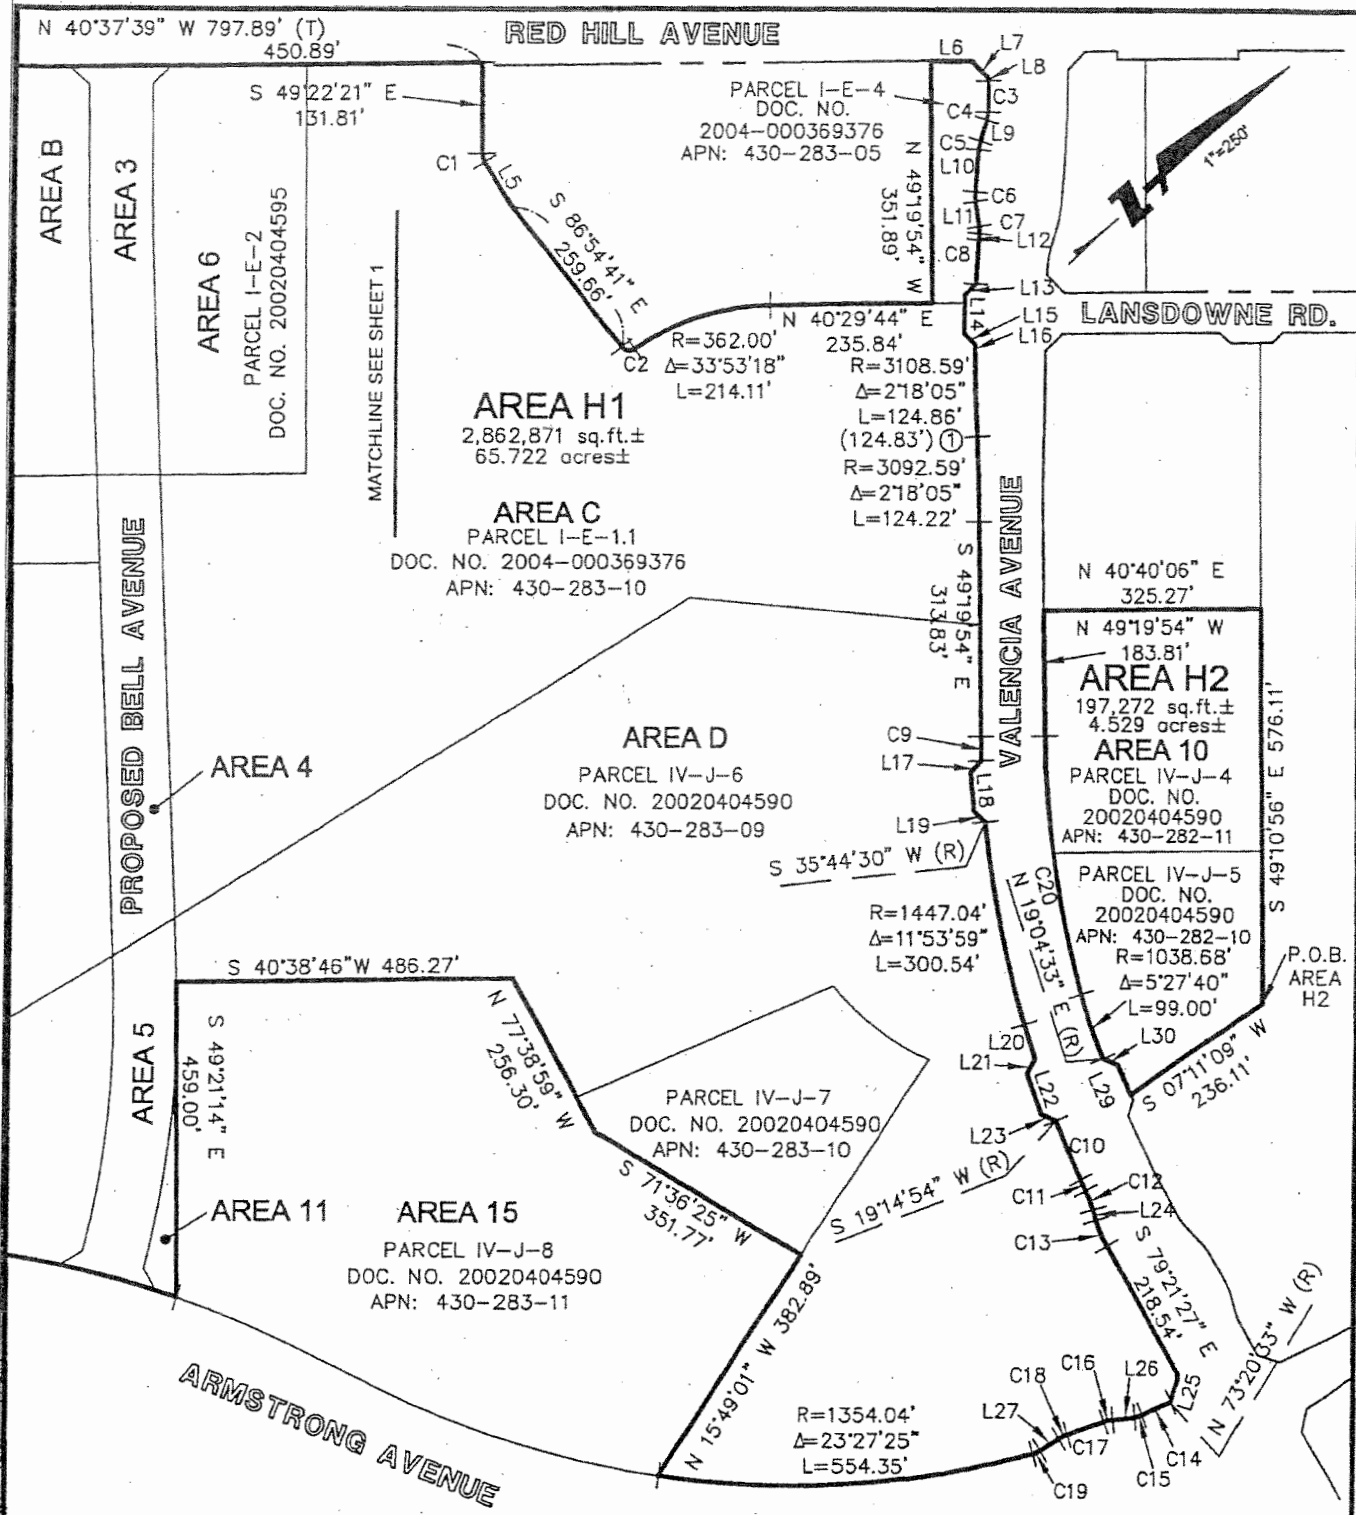 N 40°37'39" W 797.89' (T)
450.89'
RED HILL AVENUE
L6
L7
L8
S 49°22'21" E
131.81'
PARCEL I-E-4
DOC. NO.
2004-000369376
APN: 430-283-05
C3
C4
L9
C5
L10
C6
L11
C7
L12
C8
L13
L14
L15
L16
1"=250'
N
AREA B
AREA 3
AREA 6
PARCEL I-E-2
DOC. NO. 20020404595
C1
L5
S 86°54'41" E
259.66'
N 49°19'54" W
351.89'
MATCHLINE SEE SHEET 1
LANSDOWNE RD.
C2
R=362.00'
Δ=33°53'18"
L=214.11'
N 40°29'44" E
235.84'
R=3108.59'
Δ=2°18'05"
L=124.86'
(124.83') ①
R=3092.59'
Δ=2°18'05"
L=124.22'
AREA H1
2,862,871 sq.ft.±
65.722 acres±
AREA C
PARCEL I-E-1.1
DOC. NO. 2004-000369376
APN: 430-283-10
S 49°19'54" E
313.83'
VALENCIA AVENUE
N 40°40'06" E
325.27'
N 49°19'54" W
183.81'
AREA H2
197,272 sq.ft.±
4.529 acres±
AREA 10
PARCEL IV-J-4
DOC. NO.
20020404590
APN: 430-282-11
S 49°10'56" E 576.11'
PROPOSED BELL AVENUE
AREA 4
AREA D
PARCEL IV-J-6
DOC. NO. 20020404590
APN: 430-283-09
C9
L17
L18
L19
S 35°44'30" W (R)
C20
N 19°04'33" E (R)
PARCEL IV-J-5
DOC. NO.
20020404590
APN: 430-282-10
R=1038.68'
Δ=5°27'40"
L=99.00'
P.O.B.
AREA
H2
R=1447.04'
Δ=11°53'59"
L=300.54'
S 40°38'46"W 486.27'
AREA 5
S 49°21'14" E
459.00'
N 77°38'59" W
256.30'
L20
L21
L22
L23
L30
L29
S 07°11'09" W
236.11'
PARCEL IV-J-7
DOC. NO. 20020404590
APN: 430-283-10
S 71°36'25" W
351.77'
S 19°14'54" W (R)
C10
C11
C12
L24
C13
AREA 11
AREA 15
PARCEL IV-J-8
DOC. NO. 20020404590
APN: 430-283-11
S 79°21'27" E
218.54'
N 73°20'33" W (R)
ARMSTRONG AVENUE
N 15°49'01" W 382.89'
R=1354.04'
Δ=23°27'25"
L=554.35'
L27
C18
C16
L26
L25
C17
C14
C15
C19